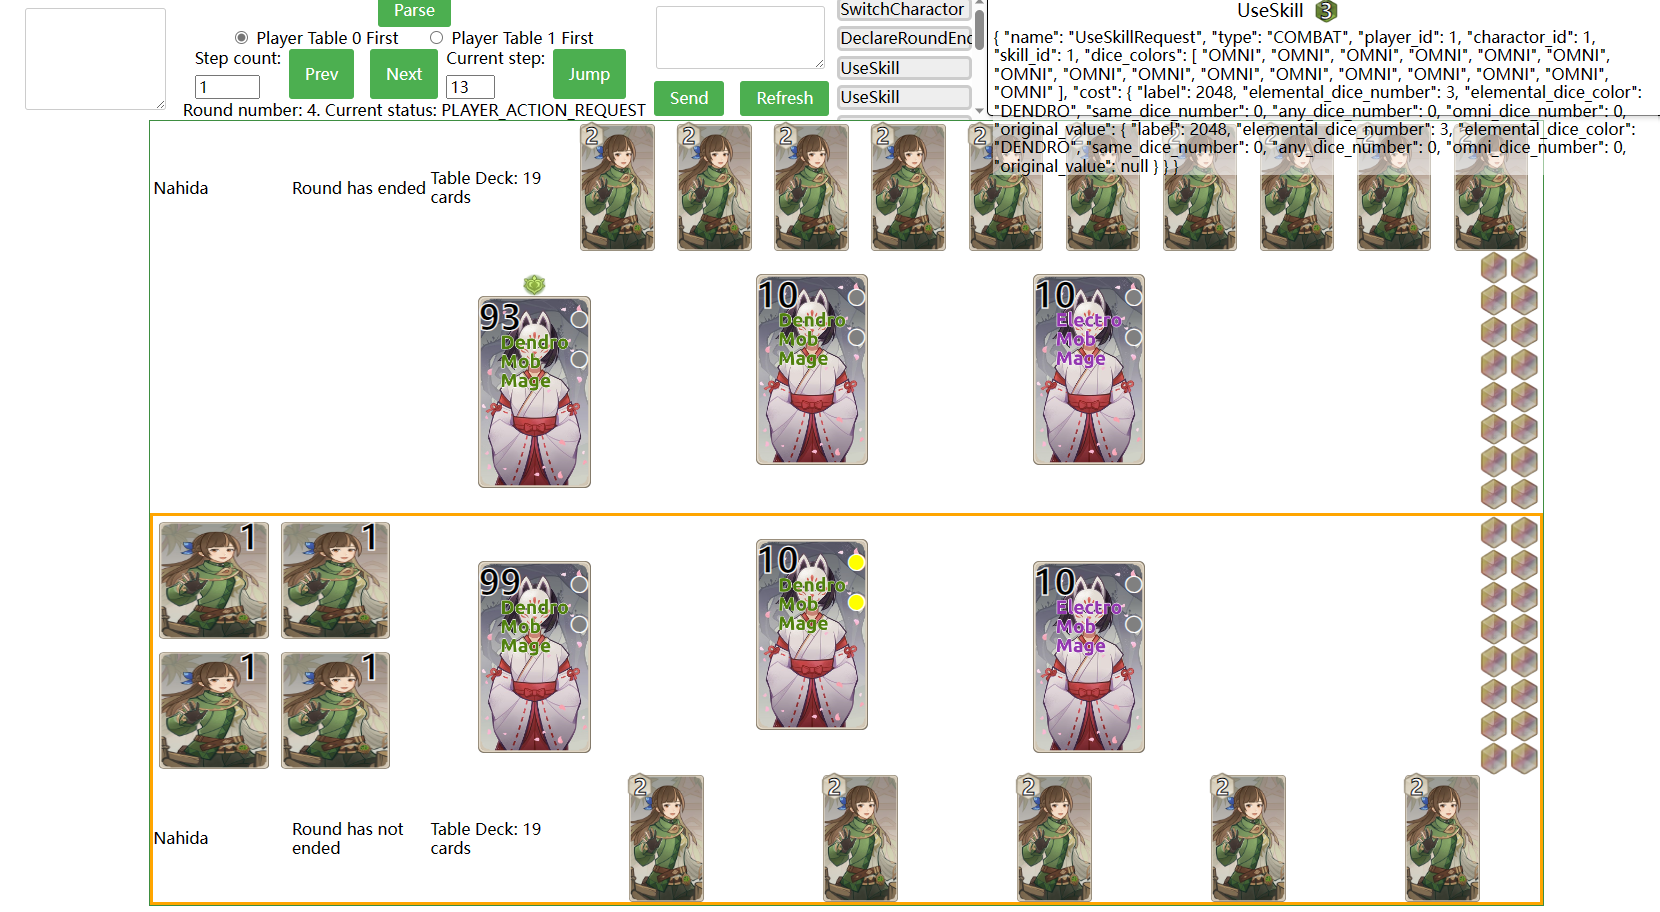 Parse
Player Table 0 First
Player Table 1 First
Step count:
1
Prev
Next
Current step:
13
Jump
Round number: 4. Current status: PLAYER_ACTION_REQUEST
Send
Refresh
SwitchCharactor
DeclareRoundEnd
UseSkill
UseSkill
UseSkill 3
{ "name": "UseSkillRequest", "type": "COMBAT", "player_id": 1, "charactor_id": 1,
"skill_id": 1, "dice_colors": [ "OMNI", "OMNI", "OMNI", "OMNI", "OMNI", "OMNI",
"OMNI", "OMNI", "OMNI", "OMNI", "OMNI", "OMNI", "OMNI", "OMNI", "OMNI",
"OMNI" ], "cost": { "label": 2048, "elemental_dice_number": 3, "elemental_dice_color":
"DENDRO", "same_dice_number": 0, "any_dice_number": 0, "omni_dice_number": 0,
"original_value": { "label": 2048, "elemental_dice_number": 3, "elemental_dice_color":
"DENDRO", "same_dice_number": 0, "any_dice_number": 0, "omni_dice_number": 0,
"original_value": null } } }
Nahida
Round has ended
Table Deck: 19
cards
2
2
2
2
2
2
2
2
2
2
93
Dendro
Mob
Mage
10
Dendro
Mob
Mage
10
Electro
Mob
Mage
1
1
1
1
99
Dendro
Mob
Mage
10
Dendro
Mob
Mage
10
Electro
Mob
Mage
Nahida
Round has not
ended
Table Deck: 19
cards
2
2
2
2
2